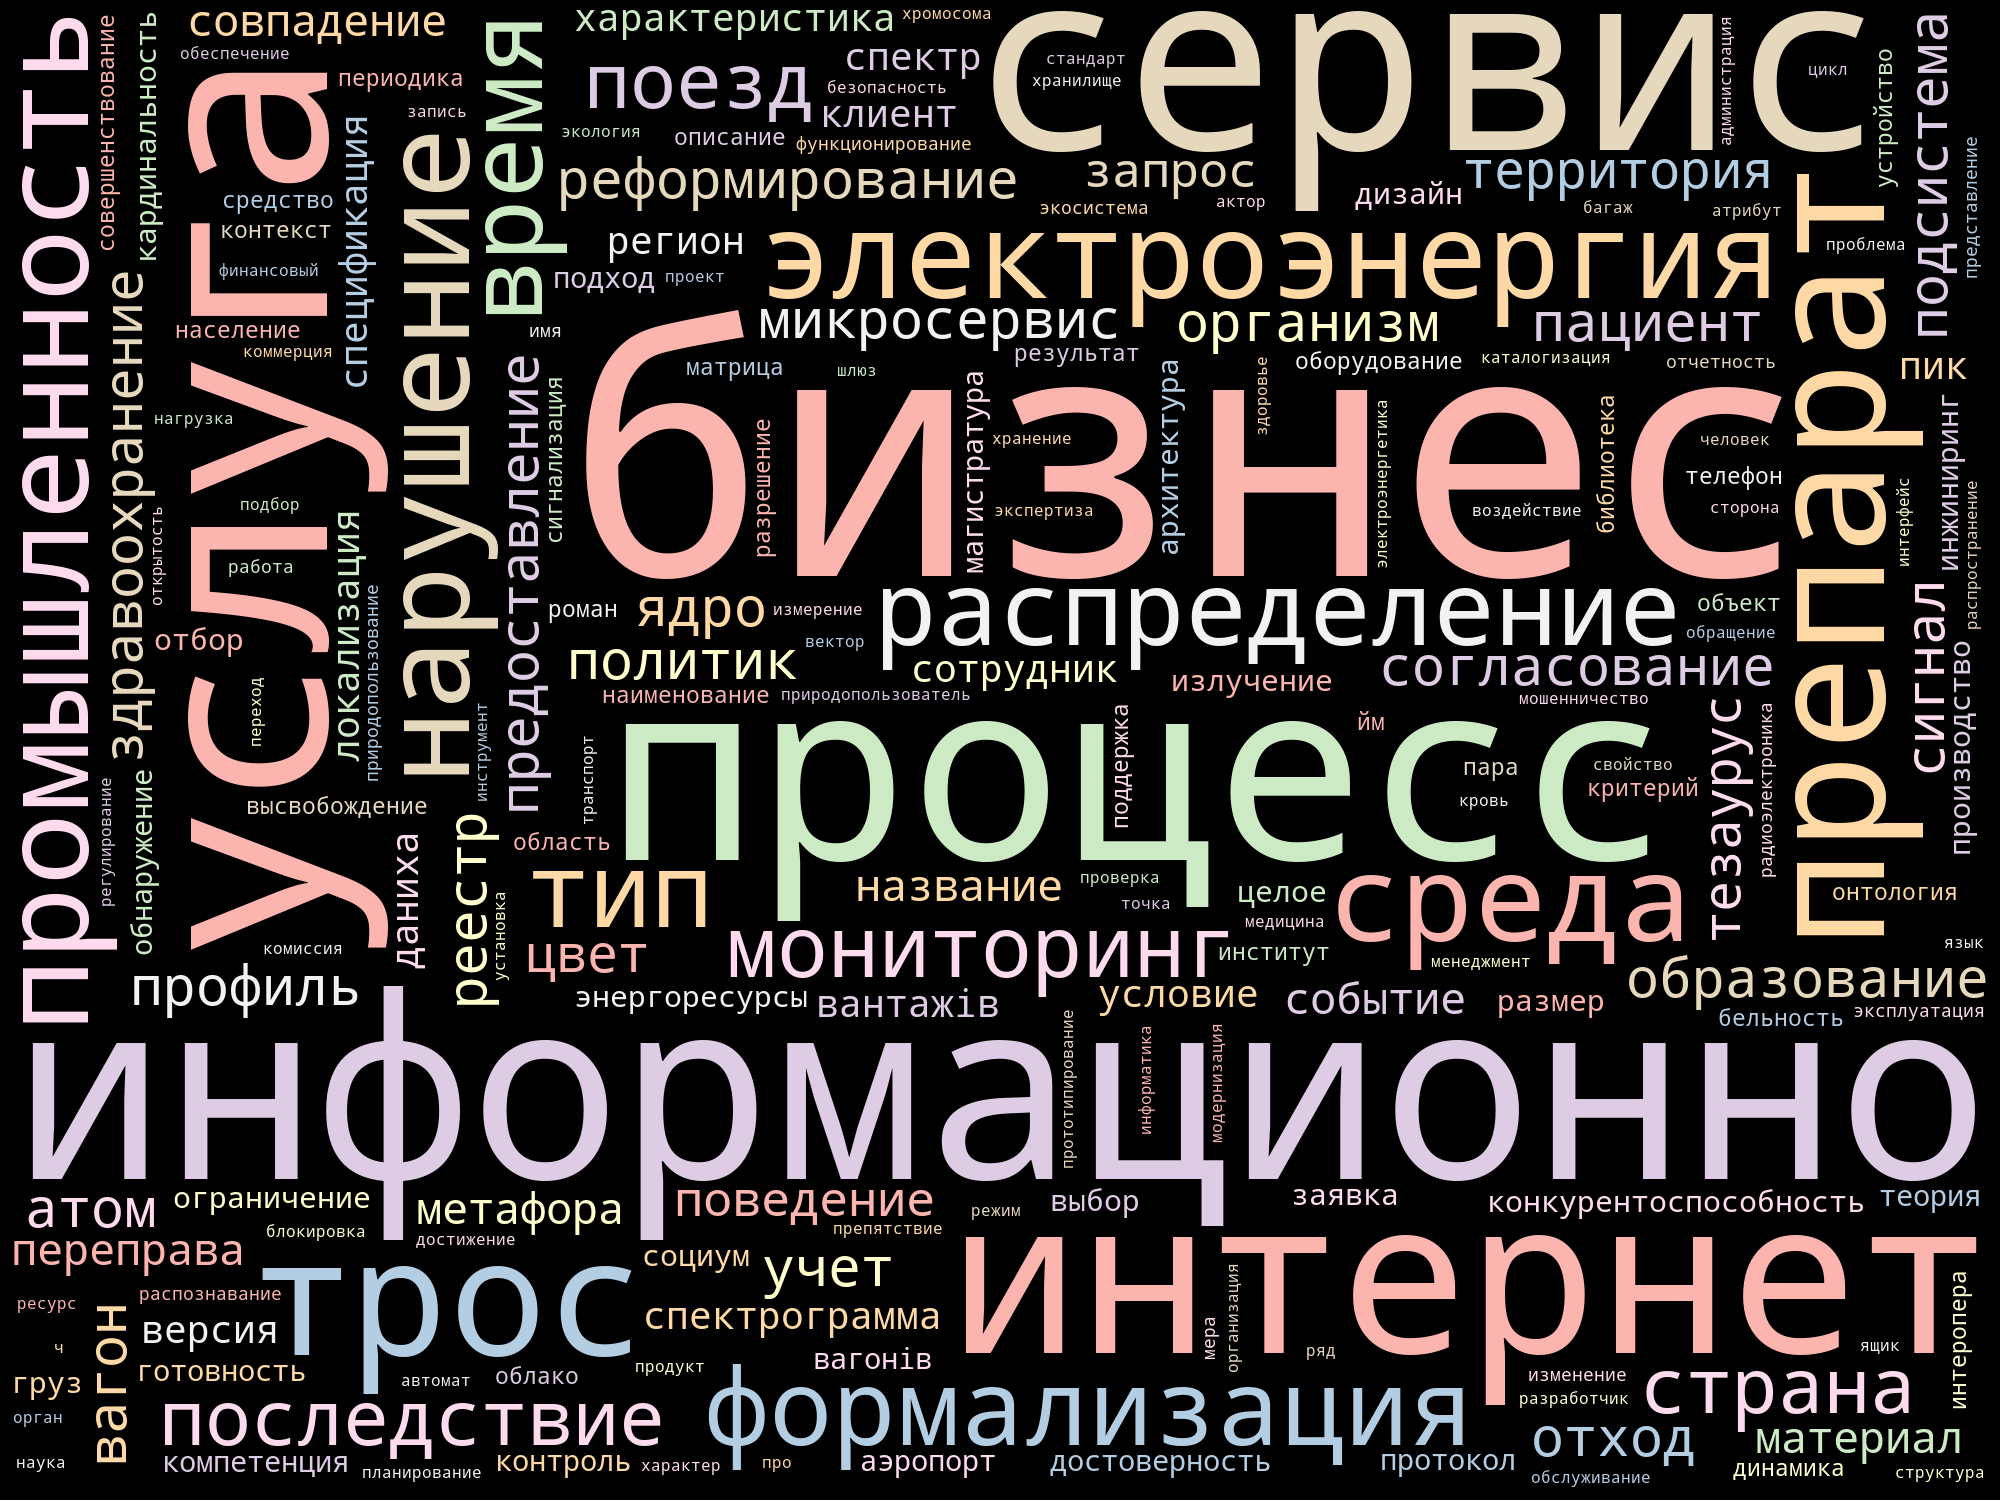 промышленность
совершенствование
кардинальность
совпадение
обеспечение
услуга
периодика
запись
время
характеристика
хромосома
спектр
поезд
безопасность
клиент
экология
описание
функционирование
сервис
стандарт
хранилище
администрация
цикл
устройство
подсистема
представление
реформирование
запрос
территория
дизайн
экосистема
актор
багаж
атрибут
средство
контекст
финансовый
спецификация
нарушение
регион
подход
проект
электроэнергия
препарат
проблема
здравоохранение
население
коммерция
имя
микросервис
организм
пациент
матрица
шлюз
результат
оборудование
каталогизация
отчетность
пик
нагрузка
предоставление
сигнализация
бизнес
разрешение
магистратура
хранение
архитектура
здоровье
электроэнергетика
библиотека
человек
телефон
инжиниринг
подбор
экспертиза
воздействие
сторона
интерфейс
распространение
открытость
работа
локализация
природопользование
отбор
переход
роман
ядро
измерение
вектор
распределение
объект
обращение
сигнал
производство
политик
сотрудник
излучение
согласование
наименование
природопользователь
мошенничество
инструмент
транспорт
процесс
поддержка
йм
пара
кровь
свойство
критерий
тезаурус
радиоэлектроника
регулирование
обнаружение
высвобождение
даниха
реестр
установка
область
тип
название
проверка
точка
целое
медицина
среда
онтология
язык
комиссия
профиль
цвет
мониторинг
институт
менеджмент
образование
энергоресурсы
вантажів
условие
событие
размер
бельность
эксплуатация
информационно
прототипирование
информатика
модернизация
атом
ограничение
блокировка
метафора
достижение
поведение
препятствие
режим
выбор
заявка
конкурентоспособность
теория
переправа
трос
социум
учет
интернет
ресурс
распознавание
версия
спектрограмма
мера
организация
ряд
ящик
интеропера
ч
вагон
груз
готовность
автомат
облако
продукт
вагонів
изменение
разработчик
страна
орган
последствие
формализация
отход
материал
наука
компетенция
планирование
контроль
характер
про
аэропорт
достоверность
протокол
обслуживание
динамика
структура